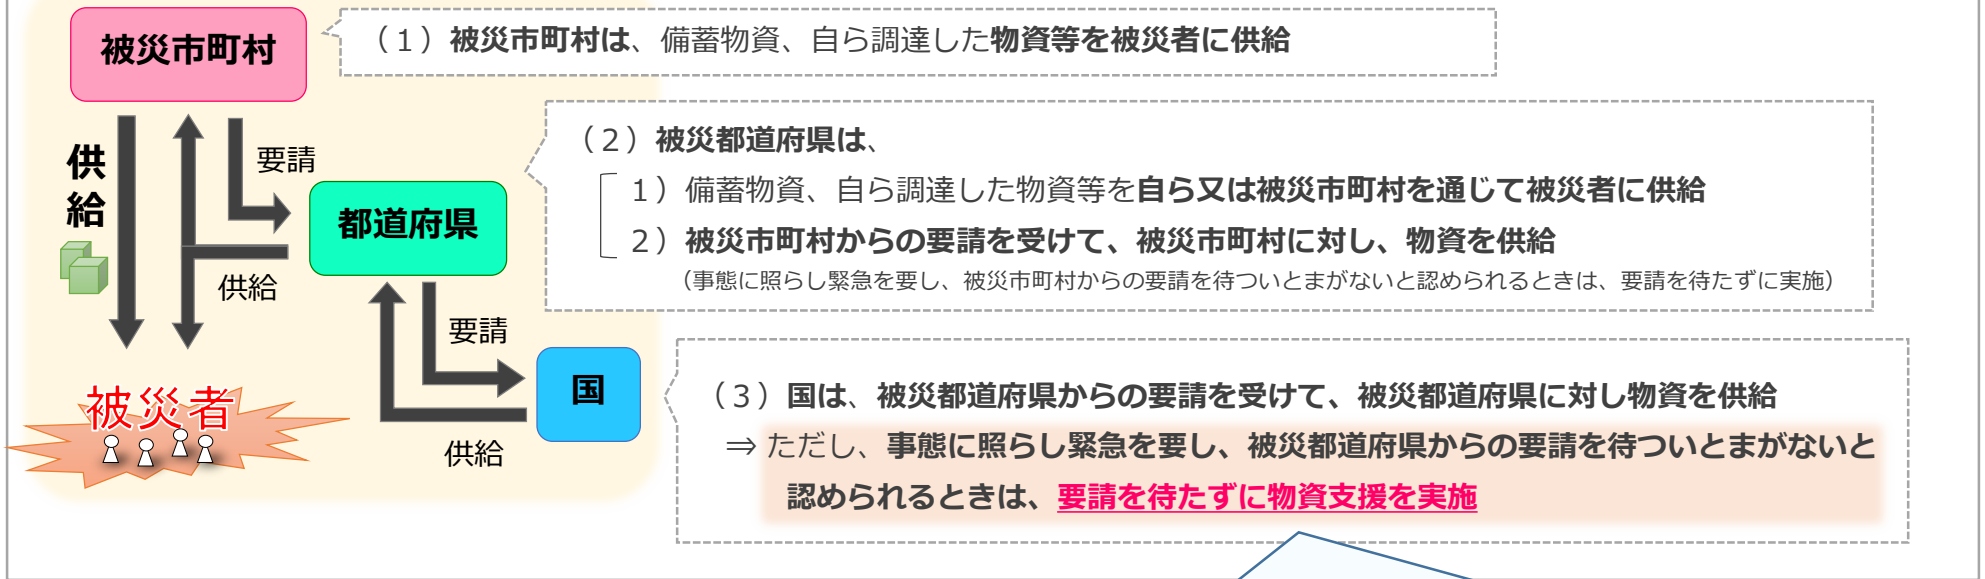 被災市町村
（１）被災市町村は、備蓄物資、自ら調達した物資等を被災者に供給
供給
要請
都道府県
供給
（２）被災都道府県は、
１）備蓄物資、自ら調達した物資等を自ら又は被災市町村を通じて被災者に供給
２）被災市町村からの要請を受けて、被災市町村に対し、物資を供給
（事態に照らし緊急を要し、被災市町村からの要請を待ついとまがないと認められるときは、要請を待たずに実施）
要請
国
供給
被災者
（３）国は、被災都道府県からの要請を受けて、被災都道府県に対し物資を供給
⇒ ただし、事態に照らし緊急を要し、被災都道府県からの要請を待ついとまがないと
認められるときは、要請を待たずに物資支援を実施